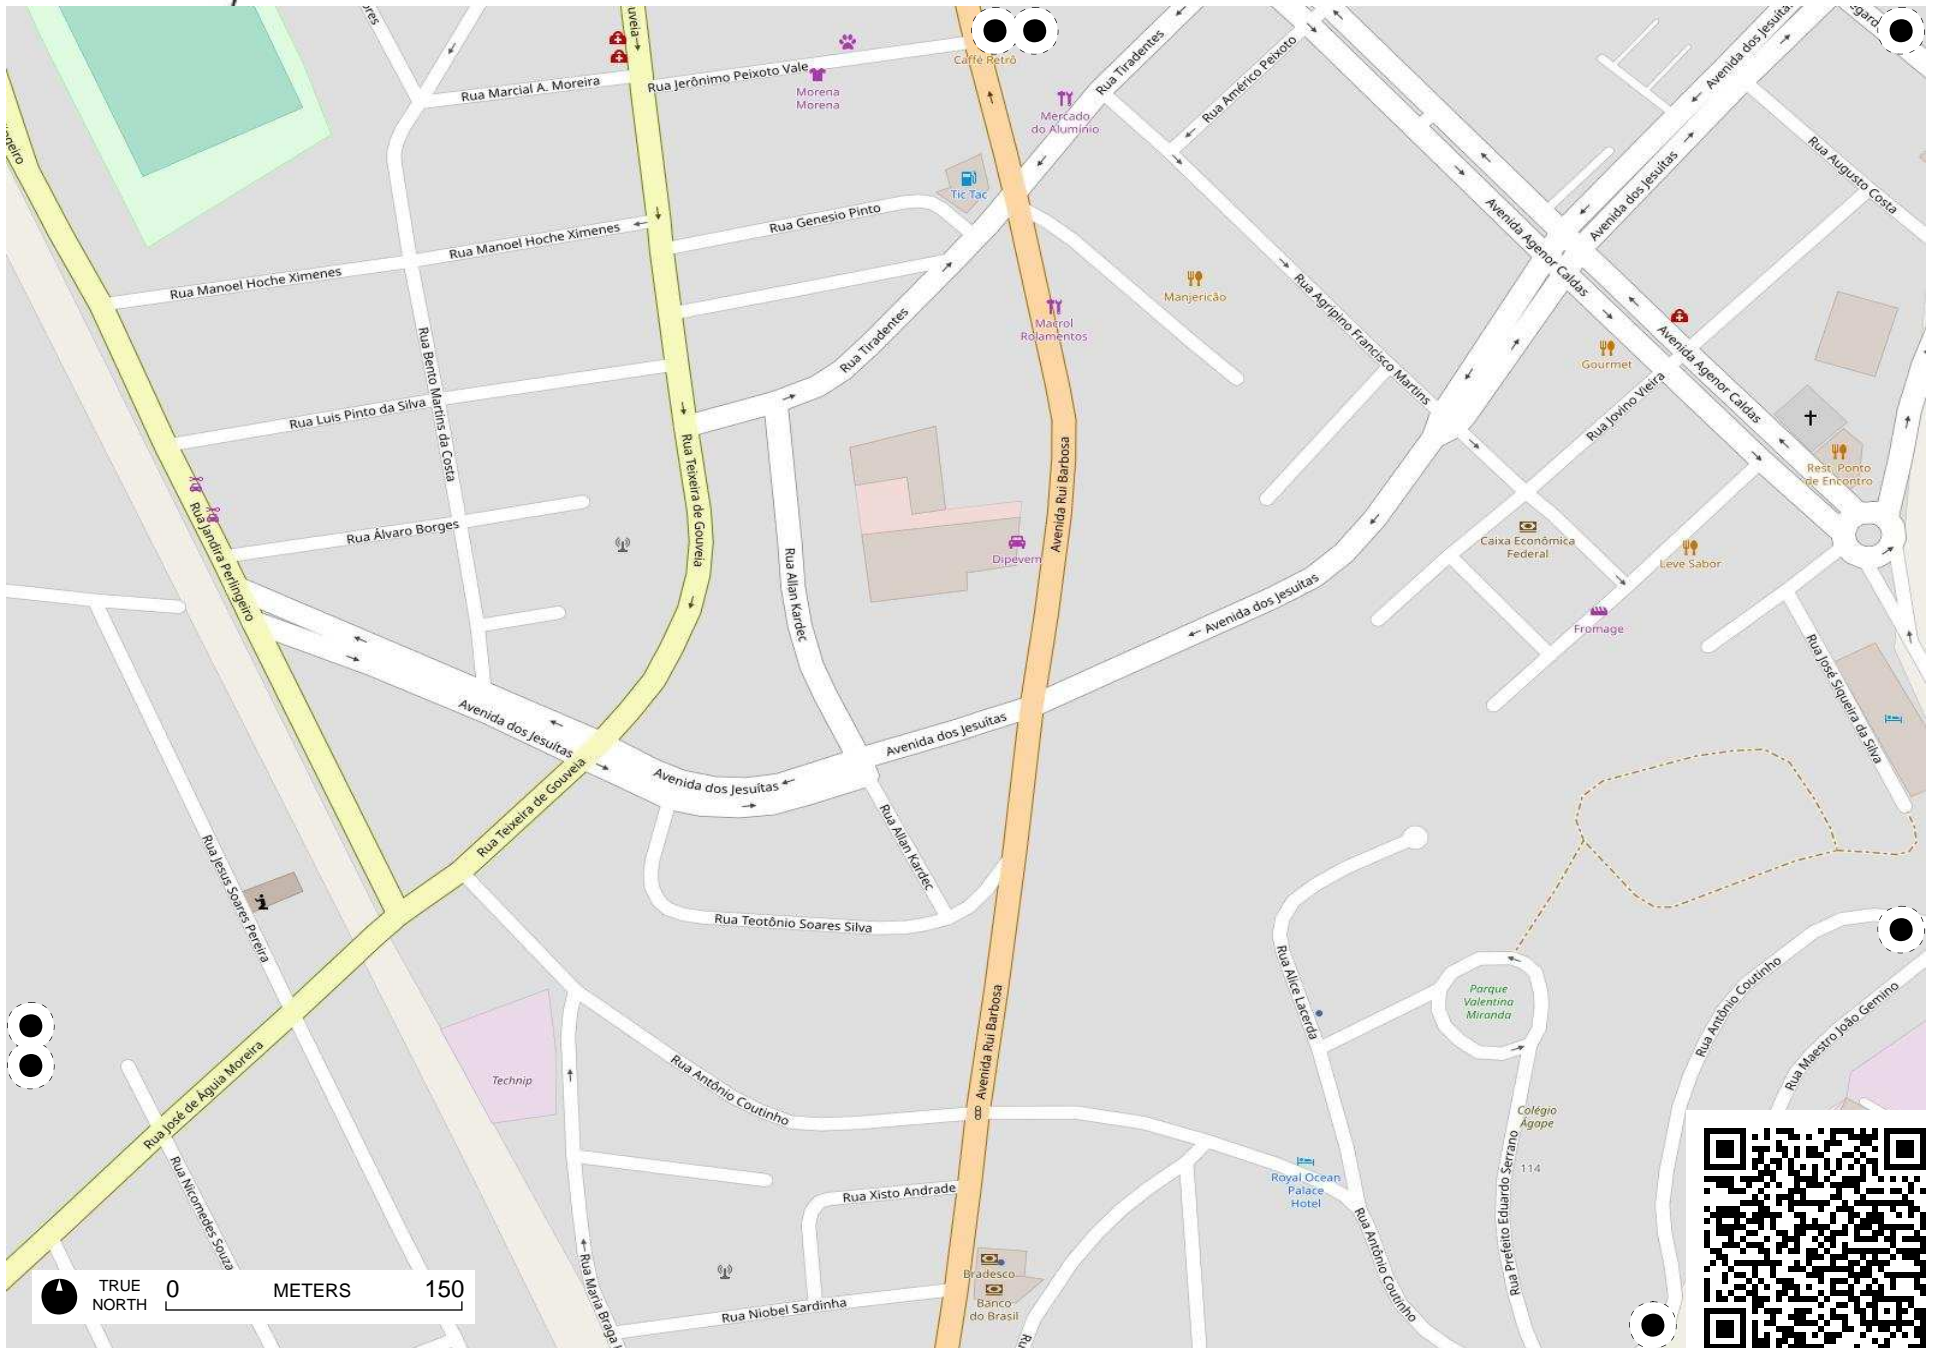 Rua Tiradentes
Rua Américo Peixoto
Avenida dos Jesuítas
Caffé Retrô
Rua Jerônimo Peixoto Vale
Rua Marcial A. Moreira
Morena
Morena
Mercado
do Alumínio
Rua Augusto Costa
Tic Tac
Rua Genesio Pinto
Rua Manoel Hoche Ximenes
Rua Manoel Hoche Ximenes
Avenida dos Jesuítas
Avenida Agenor Caldas
Manjericão
Rua Agripino Francisco Martins
Macrol
Rolamentos
Rua Tiradentes
Rua Bento Martins da Costa
Gourmet
Avenida Agenor Caldas
Rua Luis Pinto da Silva
Rua Jovino Vieira
Rua Teixeira de Gouveia
Avenida Rui Barbosa
Rest. Ponto
de Encontro
Rua Álvaro Borges
Rua Jandira Perlingeiro
Caixa Econômica
Federal
Leve Sabor
Dipevem
Rua Allan Kardec
Avenida dos Jesuítas
Fromage
Rua José Siqueira da Silva
Avenida dos Jesuítas
Avenida dos Jesuítas
Avenida dos Jesuítas
Rua Teixeira de Gouveia
Rua Allan Kardec
Rua Jesus Soares Pereira
Rua Teotônio Soares Silva
Rua Alice Lacerda
Parque
Valentina
Miranda
Rua Antônio Coutinho
Rua Maestro João Gemino
Avenida Rui Barbosa
Rua José de Águia Moreira
Technip
Rua Antônio Coutinho
Colégio
Ágape
114
Rua Prefeito Eduardo Serrano
Royal Ocean
Palace
Hotel
Rua Xisto Andrade
Rua Nicomedes Souza
Rua Maria Braga
Rua Antônio Coutinho
Bradesco
Banco
do Brasil
Rua Niobel Sardinha
TRUE
NORTH
0 METERS 150